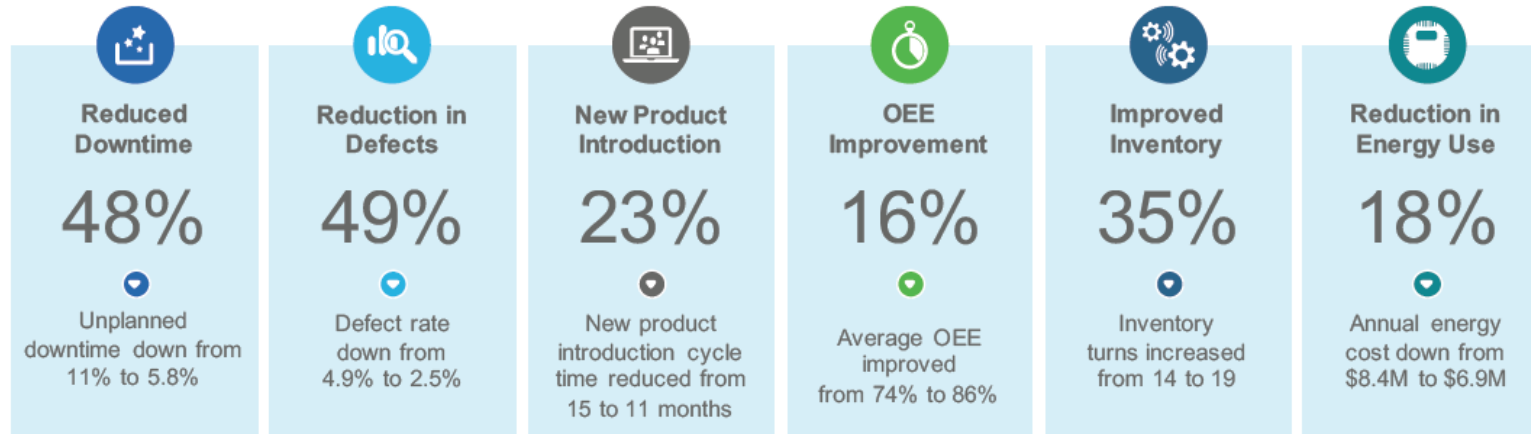 Reduced
Downtime
48%
Unplanned
downtime down from
11% to 5.8%
Reduction in
Defects
49%
Defect rate
down from
4.9% to 2.5%
New Product
Introduction
23%
New product
introduction cycle
time reduced from
15 to 11 months
OEE
Improvement
16%
Average OEE
improved
from 74% to 86%
Improved
Inventory
35%
Inventory
turns increased
from 14 to 19
Reduction in
Energy Use
18%
Annual energy
cost down from
$8.4M to $6.9M